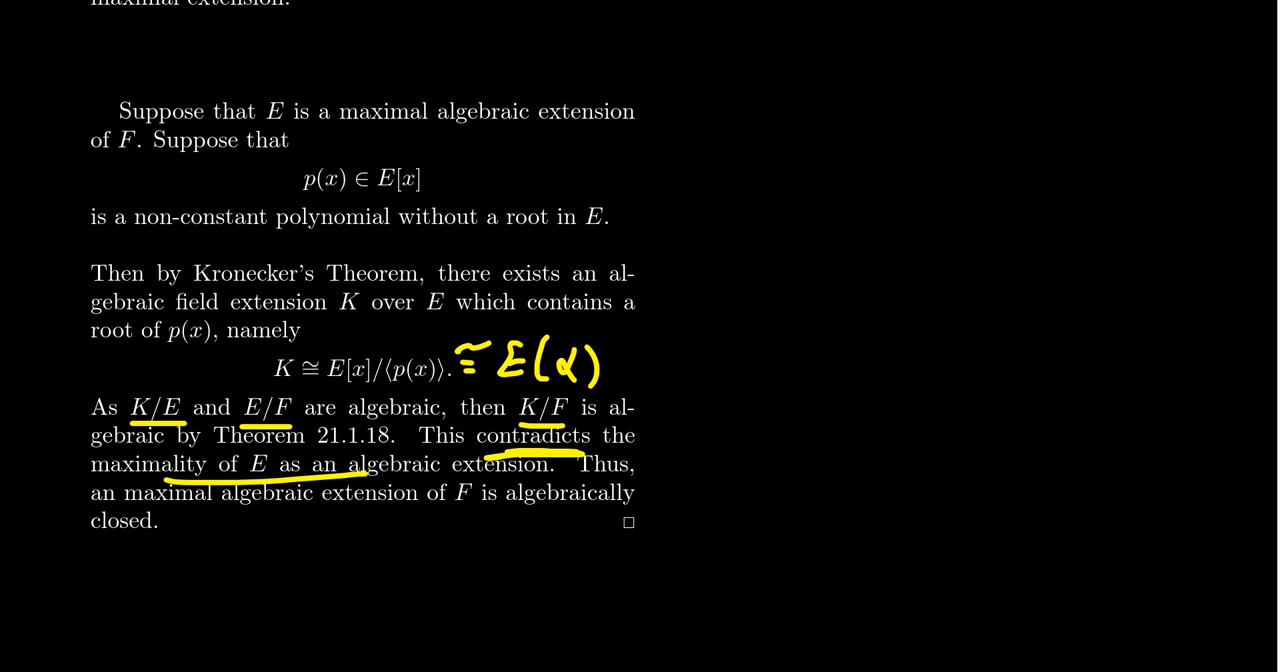 maximal extension.
Suppose that E is a maximal algebraic extension
of F. Suppose that
p(x) ∈ E[x]
is a non-constant polynomial without a root in E.
Then by Kronecker's Theorem, there exists an al-
gebraic field extension K over E which contains a
root of p(x), namely
K ≅ E[x]/⟨p(x)⟩. ≅ E(α)
As K/E and E/F are algebraic, then K/F is al-
gebraic by Theorem 21.1.18. This contradicts the
maximality of E as an algebraic extension. Thus,
an maximal algebraic extension of F is algebraically
closed. □